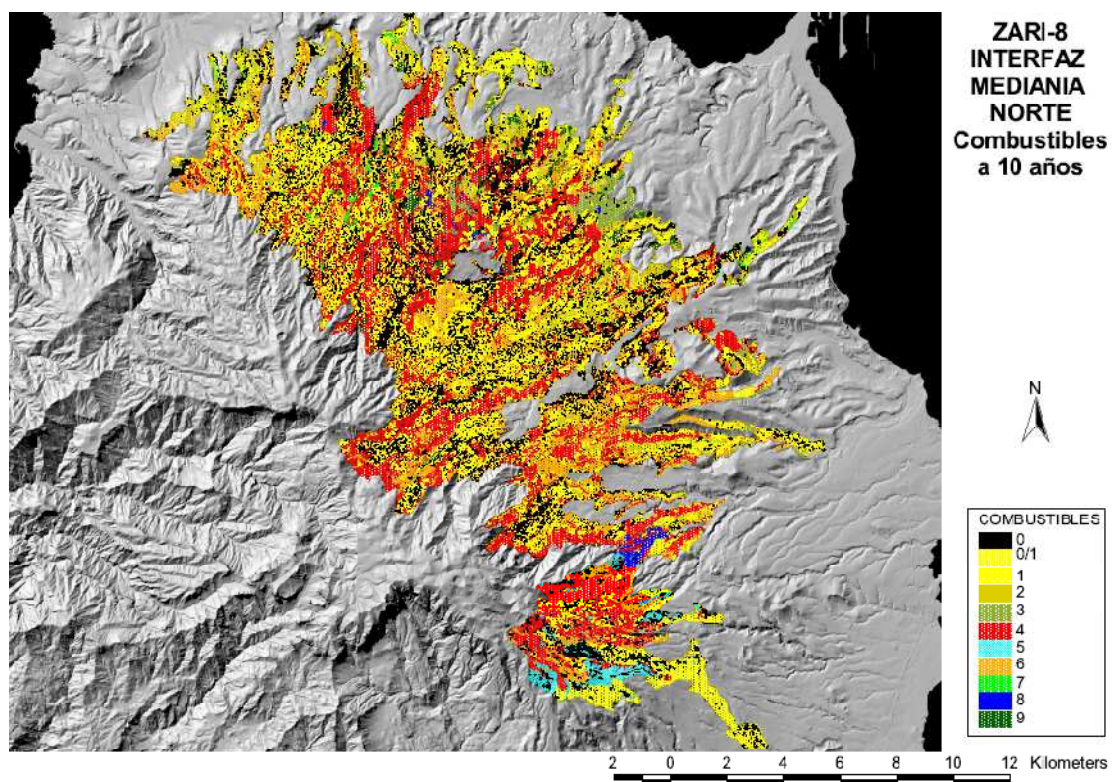 ZARI-8
INTERFAZ
MEDIANIA
NORTE
Combustibles
a 10 años
N
COMBUSTIBLES
0
0/1
1
2
3
4
5
6
7
8
9
2 0 2 4 6 8 10 12 Kilometers